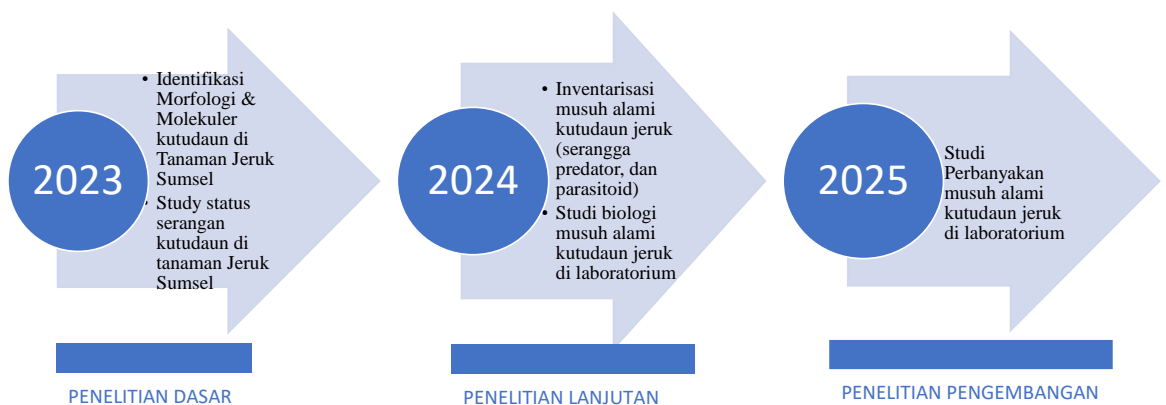 2023
• Identifikasi
Morfologi &
Molekuler
kutudaun di
Tanaman Jeruk
Sumsel
• Study status
serangan
kutudaun di
tanaman Jeruk
Sumsel
PENELITIAN DASAR
2024
• Inventarisasi
musuh alami
kutudaun jeruk
(serangga
predator, dan
parasitoid)
• Studi biologi
musuh alami
kutudaun jeruk
di laboratorium
PENELITIAN LANJUTAN
2025
Studi
Perbanyakan
musuh alami
kutudaun jeruk
di laboratorium
PENELITIAN PENGEMBANGAN